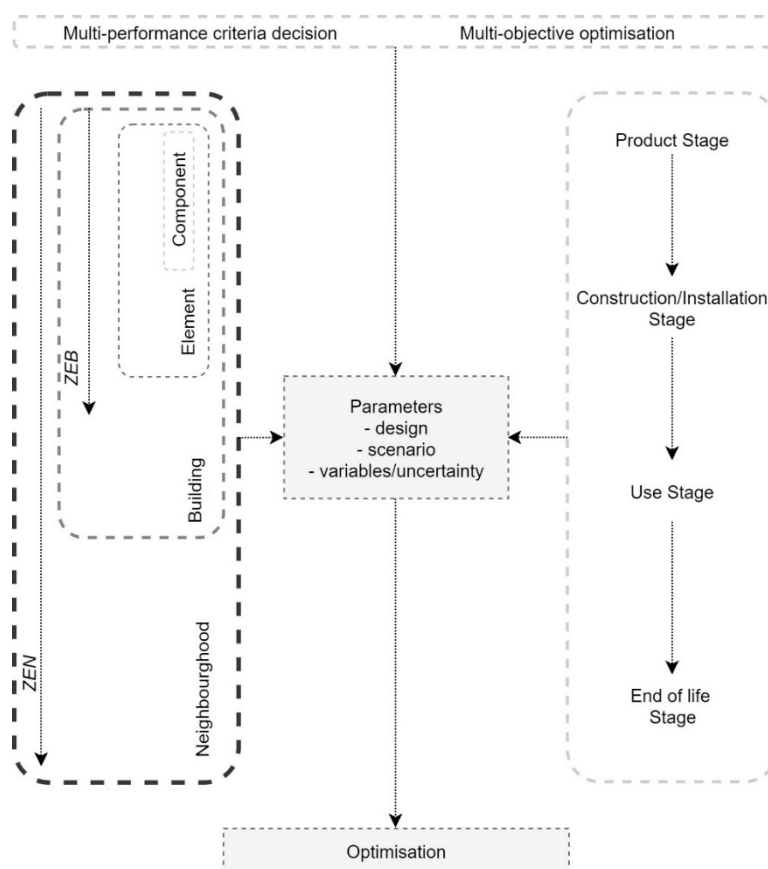 Multi-performance criteria decision
Multi-objective optimisation
ZEN
ZEB
Component
Element
Building
Neighbourghood
Parameters
- design
- scenario
- variables/uncertainty
Product Stage
Construction/Installation
Stage
Use Stage
End of life
Stage
Optimisation